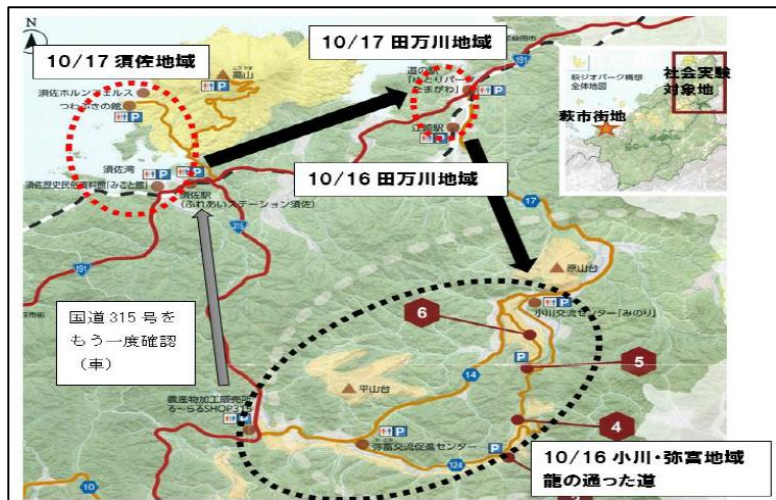 N
10/17 須佐地域
10/17 田万川地域
191
高山
須佐ホルンフェルス
つわぶきの館
P
道の駅
「ゆとりパーク
たまがわ」
P
江崎駅
P
萩ジオパーク構想
全体地図
社会実験
対象地
萩市街地
須佐湾
P
須佐歴史民俗資料館「みこと館」
P
須佐駅
(ふれあいステーション須佐)
10/16 田万川地域
315
191
17
国道315号を
もう一度確認
（車）
原山台
P
小川交流センター「みのり」
6
P
5
14
平山台
農産物加工販売所
る～らるSHOP315
P
4
P
弥富交流促進センター
P
124
10
10/16 小川・弥富地域
龍の通った道